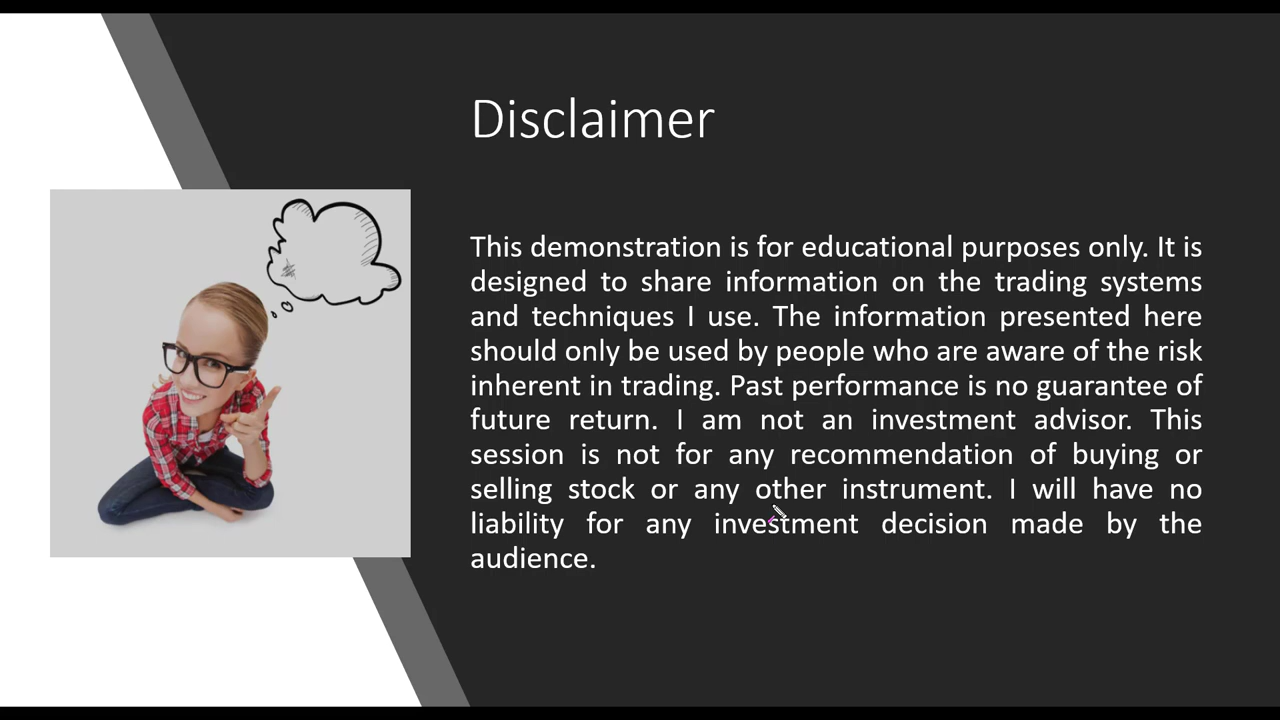 Disclaimer
This demonstration is for educational purposes only. It is
designed to share information on the trading systems
and techniques I use. The information presented here
should only be used by people who are aware of the risk
inherent in trading. Past performance is no guarantee of
future return. I am not an investment advisor. This
session is not for any recommendation of buying or
selling stock or any other instrument. I will have no
liability for any investment decision made by the
audience.